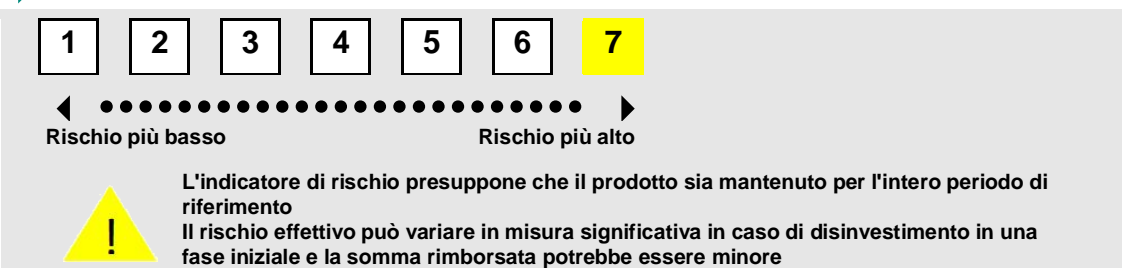 1 2 3 4 5 6 7
Rischio più basso Rischio più alto
L'indicatore di rischio presuppone che il prodotto sia mantenuto per l'intero periodo di
riferimento
Il rischio effettivo può variare in misura significativa in caso di disinvestimento in una
fase iniziale e la somma rimborsata potrebbe essere minore
!